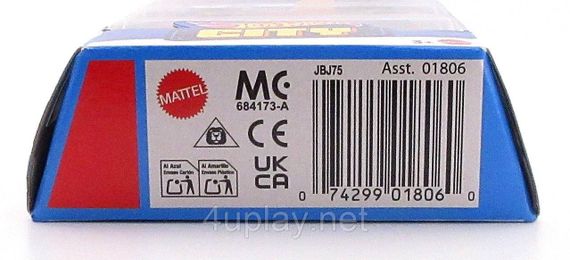 CITY
MATTEL
MC
684173-A
JBJ75
Asst. 01806
CE
UK
CA
Al Azul
Envase Cartón
Al Amarillo
Envase Plástico
0 74299 01806 0
4uplay.net